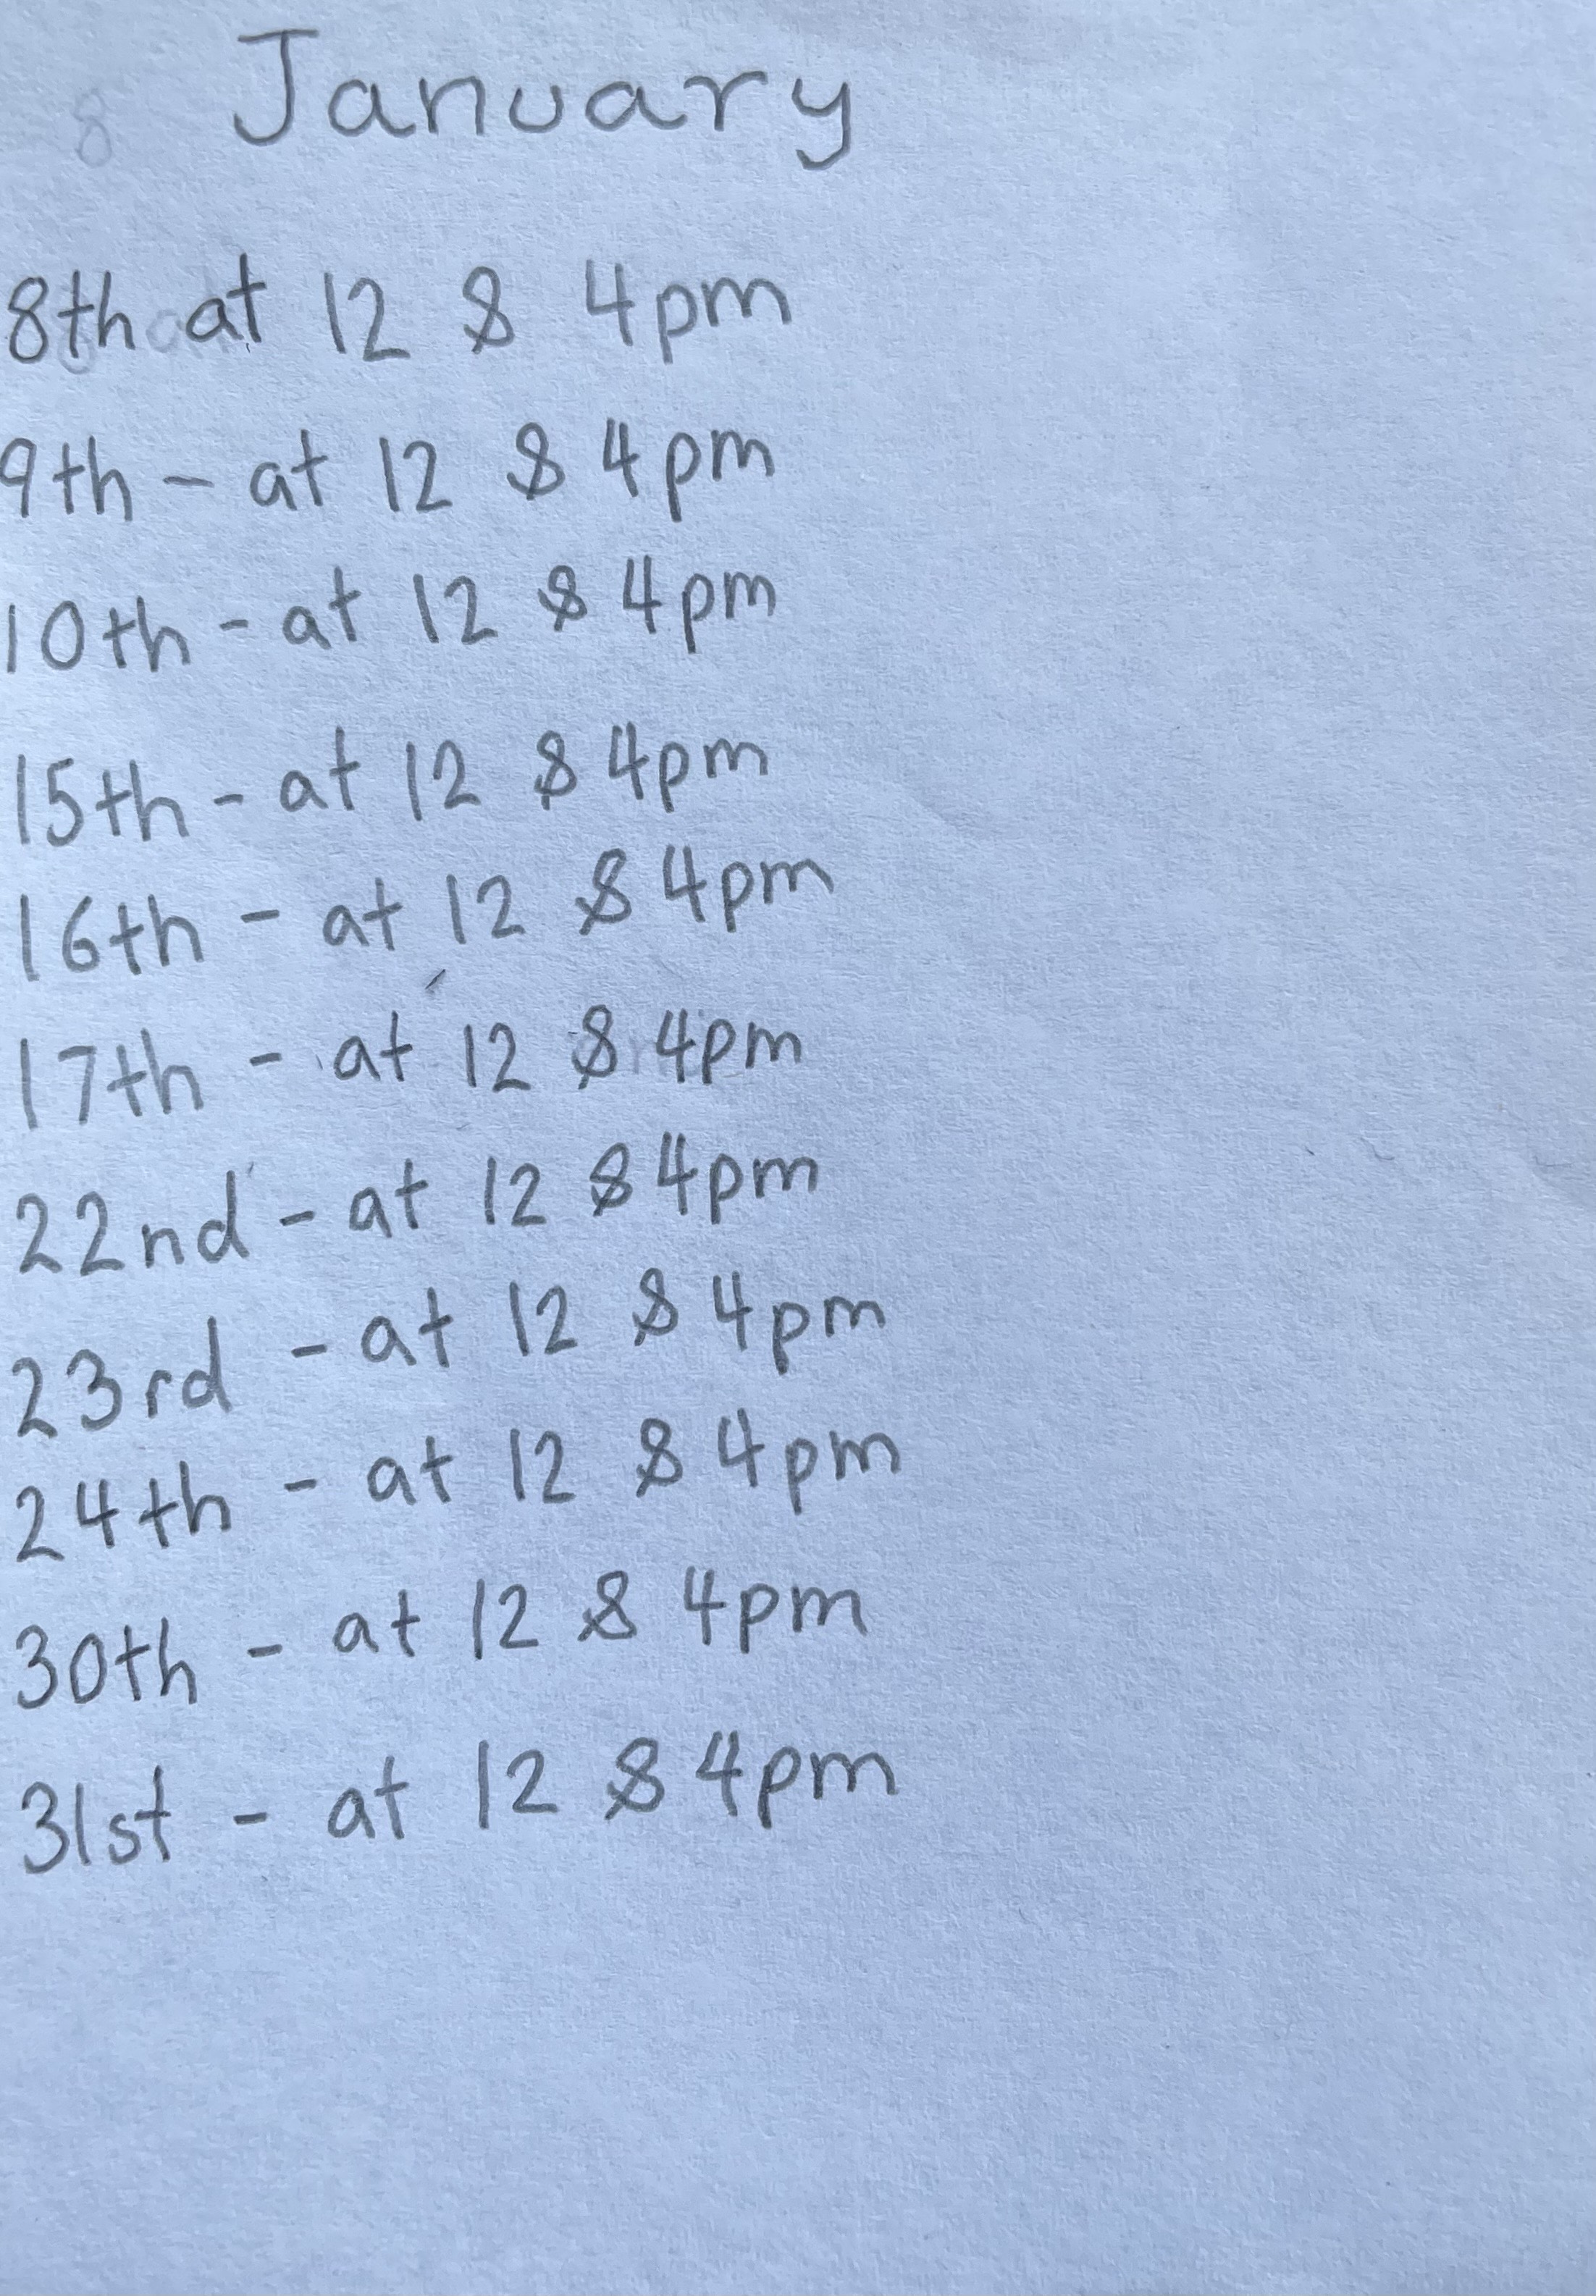 January
8th at 12 & 4pm
9th - at 12 & 4pm
10th - at 12 & 4pm
15th - at 12 & 4pm
16th - at 12 & 4pm
17th - at 12 & 4pm
22nd - at 12 & 4pm
23rd - at 12 & 4pm
24th - at 12 & 4pm
30th - at 12 & 4pm
31st - at 12 & 4pm